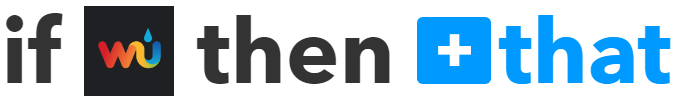 if wu then +that